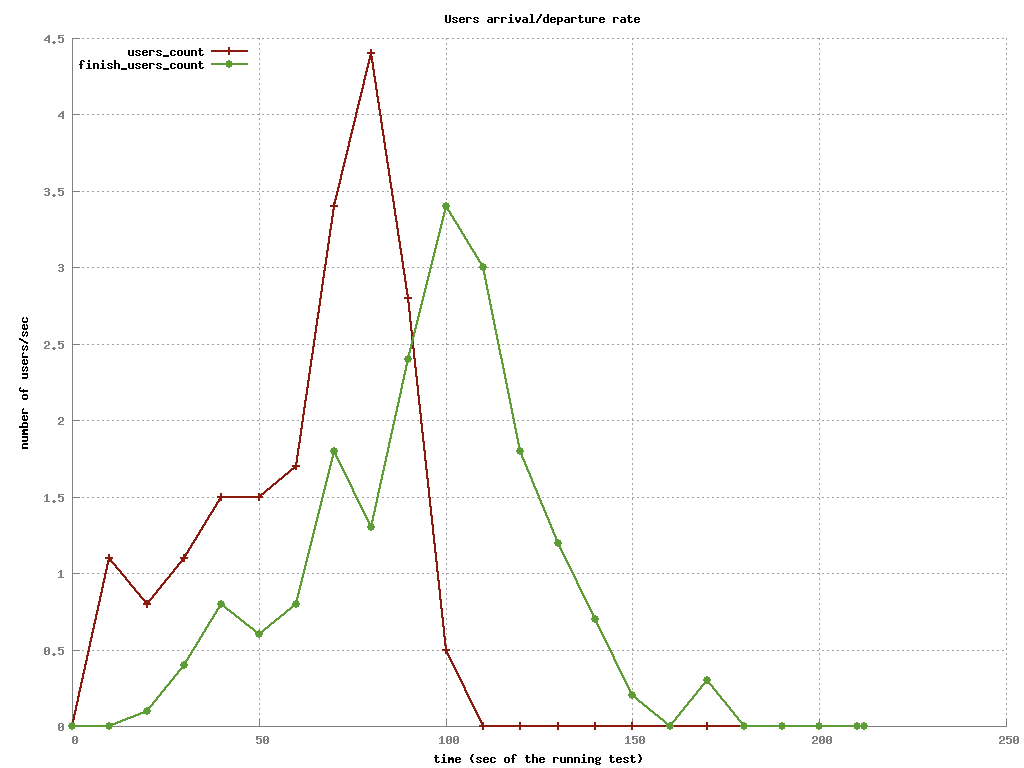 Users arrival/departure rate
users_count
finish_users_count
4.5
4
3.5
3
2.5
2
1.5
1
0.5
0
number of users/sec
0 50 100 150 200 250
time (sec of the running test)